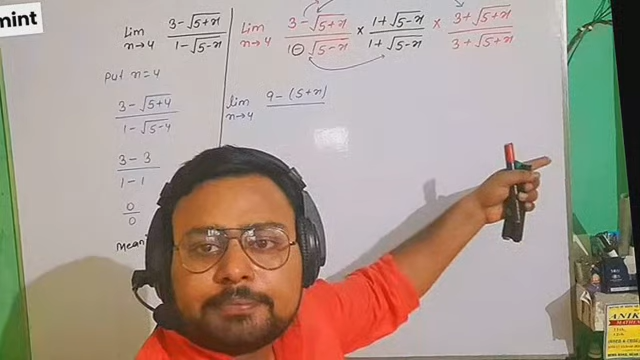 mint
Lim n→4 3-√5+n / 1-√5-n
Put n=4
3-√5+4 / 1-√5-4
3-3 / 1-1
0/0
mean
Lim n→4 3-√5+n / 1-√5-n × 1+√5-n / 1+√5-n × 3+√5+n / 3+√5+n
lim n→4 9-(5+n)